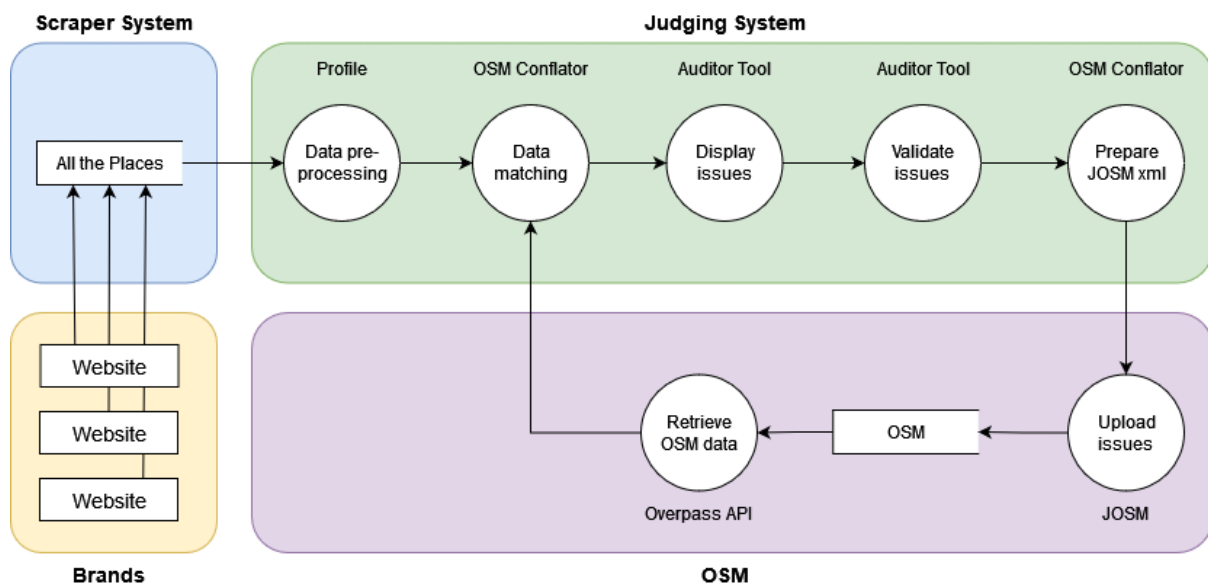 Scraper System
Judging System
Profile
OSM Conflator
Auditor Tool
Auditor Tool
OSM Conflator
All the Places
Data pre-
processing
Data
matching
Display
issues
Validate
issues
Prepare
JOSM xml
Website
Website
Website
Retrieve
OSM data
OSM
Upload
issues
Overpass API
JOSM
Brands
OSM